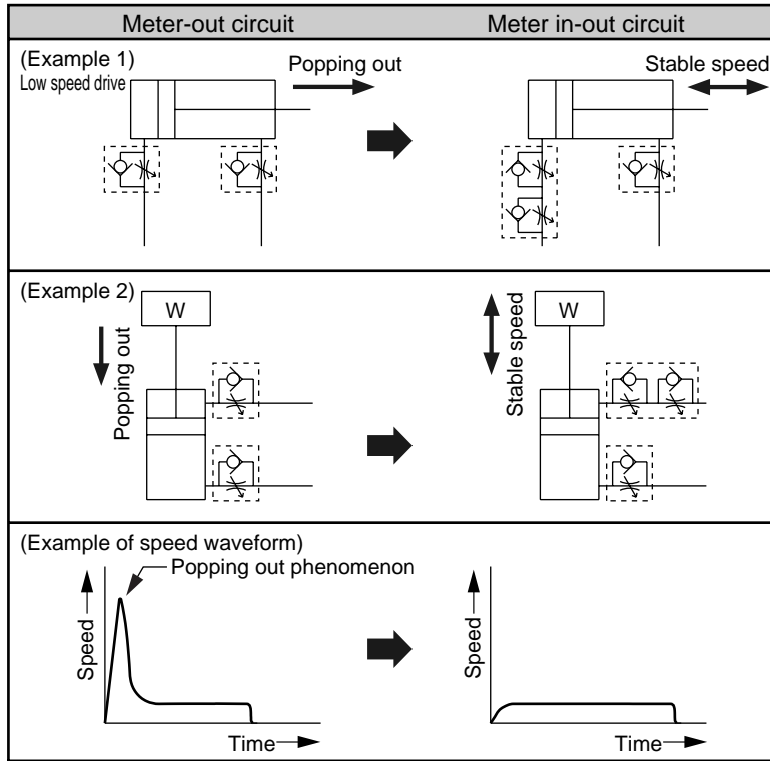 Meter-out circuit
Meter in-out circuit
(Example 1)
Low speed drive
Popping out
Stable speed
(Example 2)
W
Popping out
W
Stable speed
(Example of speed waveform)
Popping out phenomenon
Speed
Time
Speed
Time